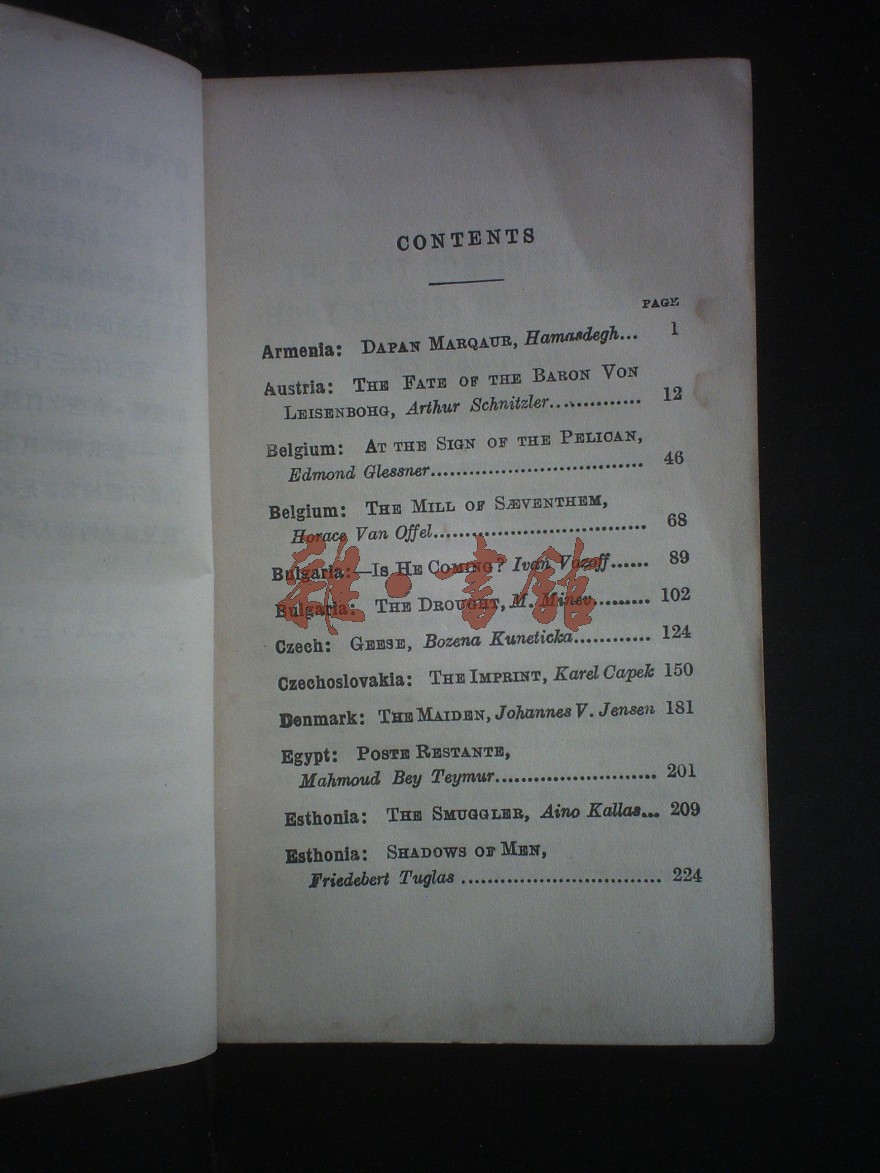 CONTENTS
PAGE
Armenia: DAPAN MARQAUR, Hamasdegh... 1
Austria: THE FATE OF THE BARON VON
LEISENBOHG, Arthur Schnitzler.............. 12
Belgium: AT THE SIGN OF THE PELICAN,
Edmond Glessner................................. 46
Belgium: THE MILL OF SÆVENTHEM,
Horace Van Offel................................. 68
Bulgaria:—IS HE COMING? Ivan Vazoff...... 89
Bulgaria: THE DROUGHT, M. Minev......... 102
Czech: GEESE, Bozena Kuneticka............ 124
Czechoslovakia: THE IMPRINT, Karel Capek 150
Denmark: THE MAIDEN, Johannes V. Jensen 181
Egypt: POSTE RESTANTE,
Mahmoud Bey Teymur......................... 201
Esthonia: THE SMUGGLER, Aino Kallas... 209
Esthonia: SHADOWS OF MEN,
Friedebert Tuglas ............................... 224
雜·書館